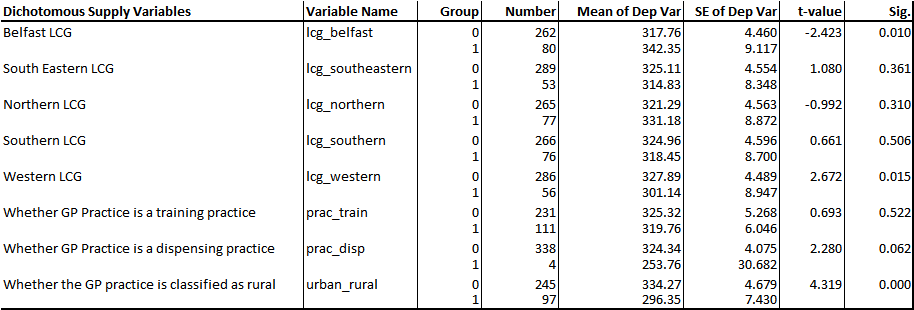 Dichotomous Supply Variables Variable Name Group Number Mean of Dep Var SE of Dep Var t-value Sig.
Belfast LCG lcg_belfast 0 262 317.76 4.460 -2.423 0.010
1 80 342.35 9.117
South Eastern LCG lcg_southeastern 0 289 325.11 4.554 1.080 0.361
1 53 314.83 8.348
Northern LCG lcg_northern 0 265 321.29 4.563 -0.992 0.310
1 77 331.18 8.872
Southern LCG lcg_southern 0 266 324.96 4.596 0.661 0.506
1 76 318.45 8.700
Western LCG lcg_western 0 286 327.89 4.489 2.672 0.015
1 56 301.14 8.947
Whether GP Practice is a training practice prac_train 0 231 325.32 5.268 0.693 0.522
1 111 319.76 6.046
Whether GP Practice is a dispensing practice prac_disp 0 338 324.34 4.075 2.280 0.062
1 4 253.76 30.682
Whether the GP practice is classified as rural urban_rural 0 245 334.27 4.679 4.319 0.000
1 97 296.35 7.430